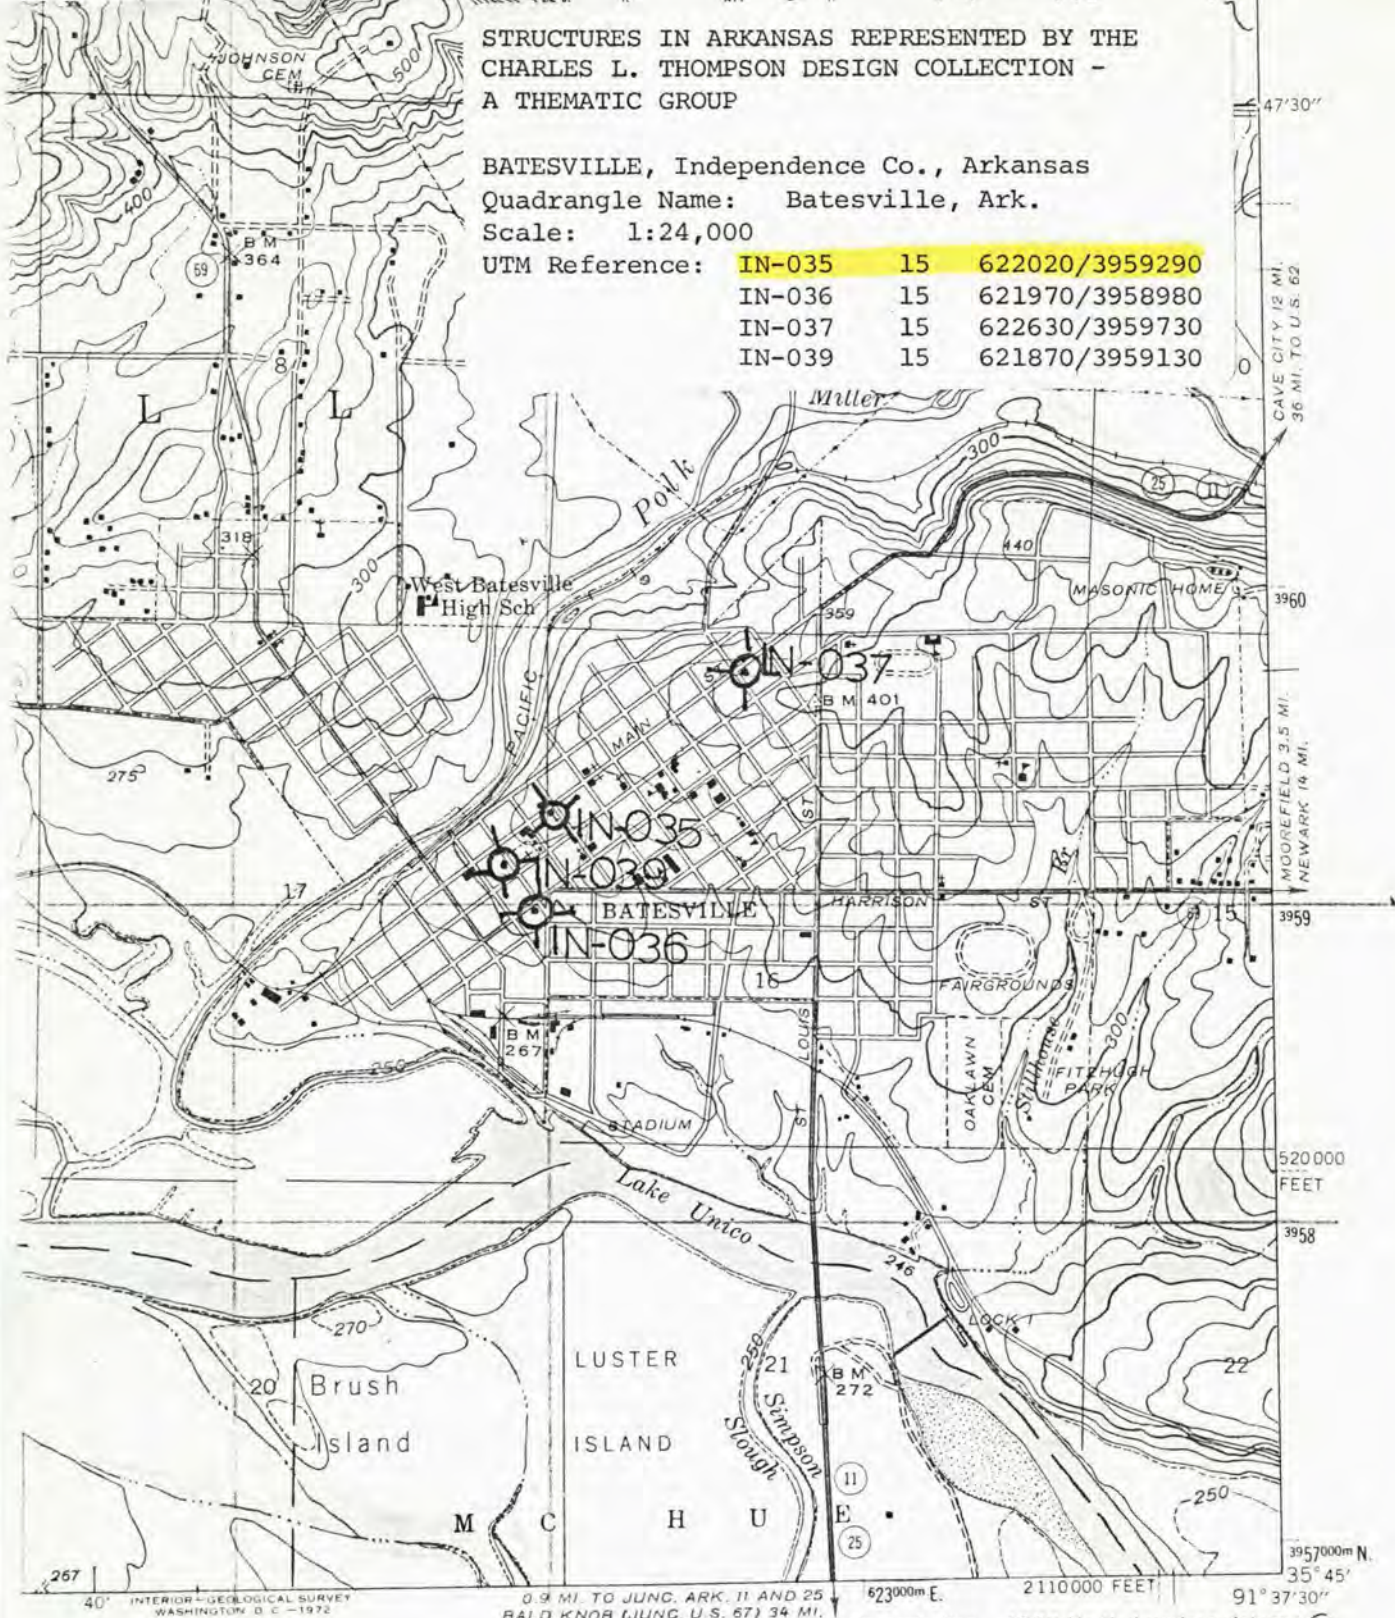 STRUCTURES IN ARKANSAS REPRESENTED BY THE
CHARLES L. THOMPSON DESIGN COLLECTION -
A THEMATIC GROUP
BATESVILLE, Independence Co., Arkansas
Quadrangle Name: Batesville, Ark.
Scale: 1:24,000
UTM Reference: IN-035 15 622020/3959290
IN-036 15 621970/3958980
IN-037 15 622630/3959730
IN-039 15 621870/3959130
JOHNSON
CEM
500
47'30"
400
BM
364
69
8
L L
CAVE CITY 12 MI.
36 MI. TO U.S. 62
Miller
Polk
300
25
11
318
300
West Batesville
High Sch
440
MASONIC HOME
3960
359
IN-037
BM 401
PACIFIC
MAIN
275
MOOREFIELD 3.5 MI.
NEWARK 14 MI.
ST
IN-035
IN-039
17
BATESVILLE
HARRISON
ST
Br
15
3959
IN-036
16
FAIRGROUNDS
BM
267
LOUIS
ST
OAKLAWN
CEM
Stillhouse
300
FITZHUGH
PARK
250
STADIUM
520000
FEET
Lake Unico
3958
246
LOCK 1
270
LUSTER
ISLAND
250
21
BM
272
22
20
Brush
Island
Simpson
Slough
11
M C H U E
25
250
3957000m N.
267
35°45'
40'
INTERIOR-GEOLOGICAL SURVEY
WASHINGTON D C -1972
0.9 MI. TO JUNC. ARK. 11 AND 25
BALD KNOB (JUNC. U.S. 67) 34 MI.
623000m E.
2110000 FEET
91°37'30"